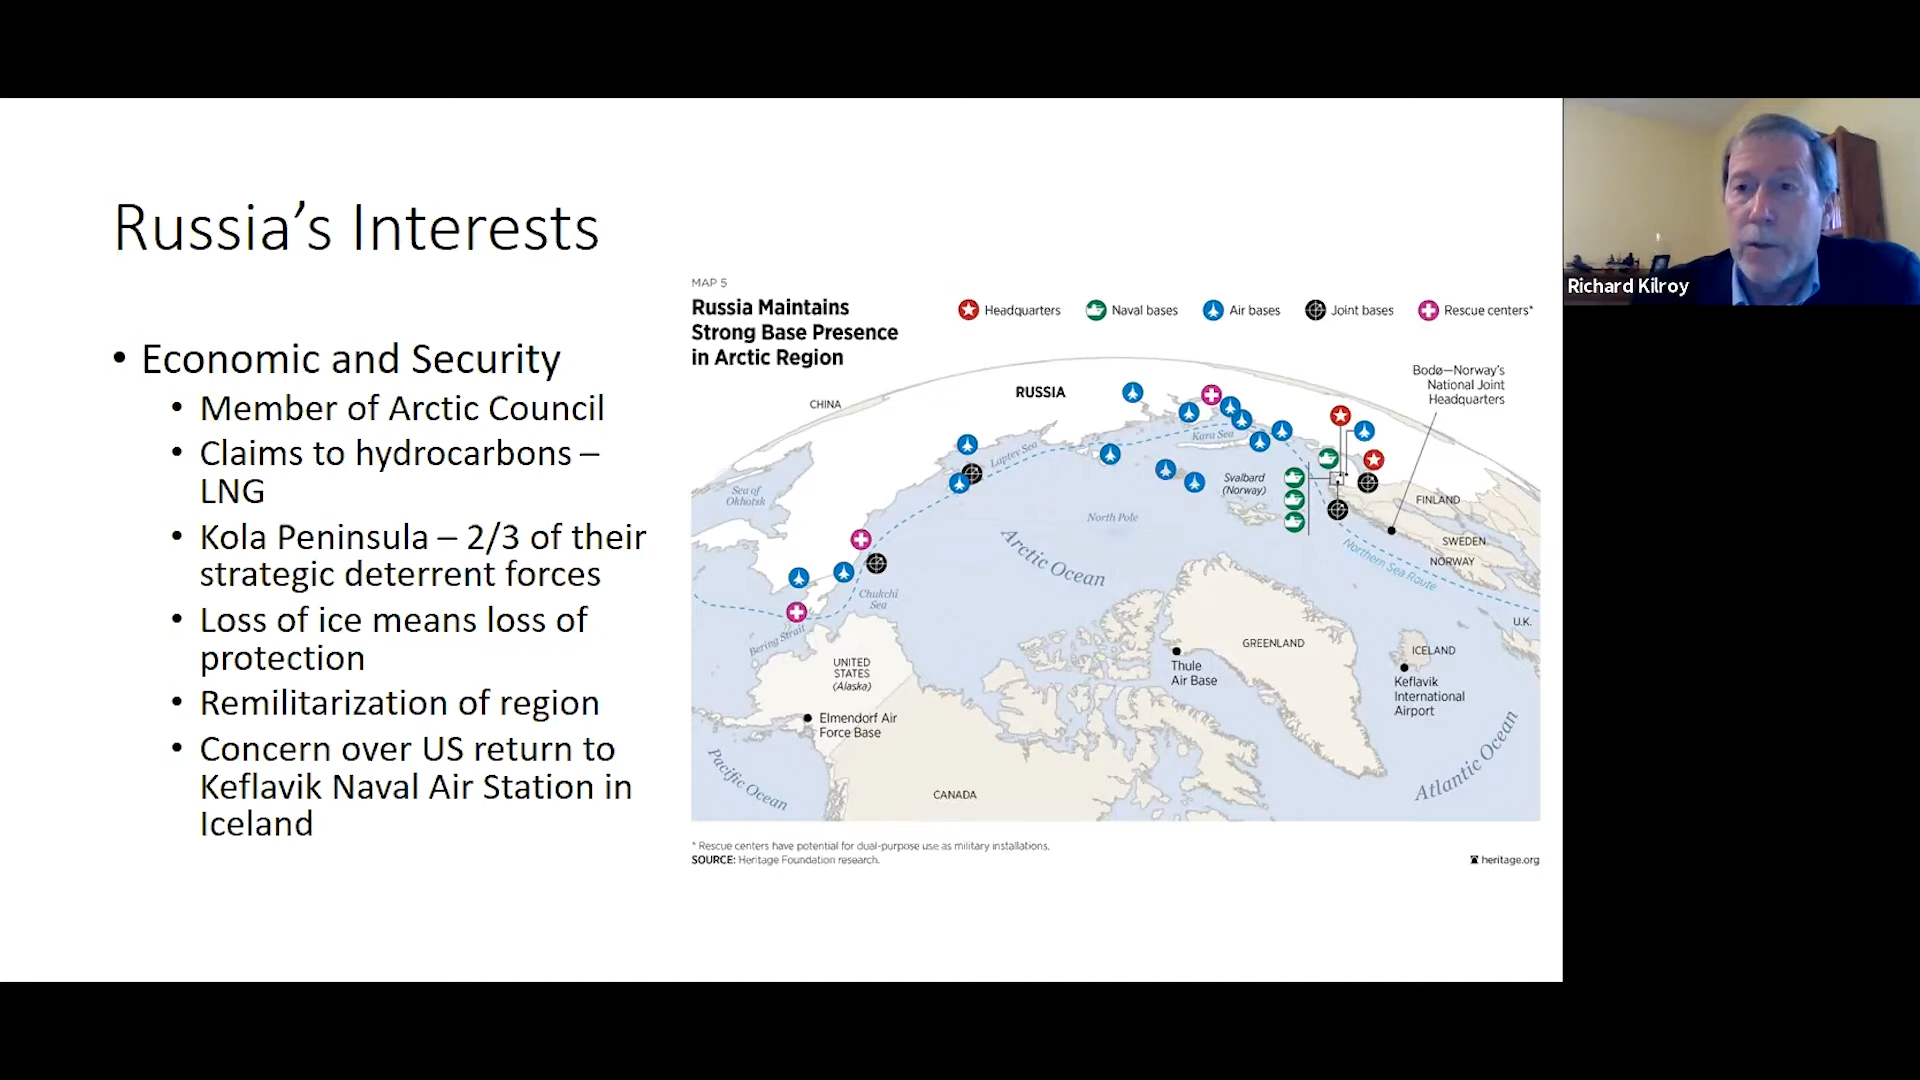 Russia’s Interests
• Economic and Security
• Member of Arctic Council
• Claims to hydrocarbons –
LNG
• Kola Peninsula – 2/3 of their
strategic deterrent forces
• Loss of ice means loss of
protection
• Remilitarization of region
• Concern over US return to
Keflavik Naval Air Station in
Iceland
MAP 5
Russia Maintains
Strong Base Presence
in Arctic Region
Headquarters
Naval bases
Air bases
Joint bases
Rescue centers*
Bodø—Norway’s
National Joint
Headquarters
CHINA
RUSSIA
Sea of
Okhotsk
Laptev Sea
Kara Sea
Svalbard
(Norway)
North Pole
Arctic Ocean
FINLAND
SWEDEN
NORWAY
Northern Sea Route
Chukchi
Sea
Bering Strait
U.K.
UNITED
STATES
(Alaska)
GREENLAND
ICELAND
Thule
Air Base
Keflavik
International
Airport
Elmendorf Air
Force Base
Pacific Ocean
CANADA
Atlantic Ocean
* Rescue centers have potential for dual-purpose use as military installations.
SOURCE: Heritage Foundation research.
heritage.org
Richard Kilroy